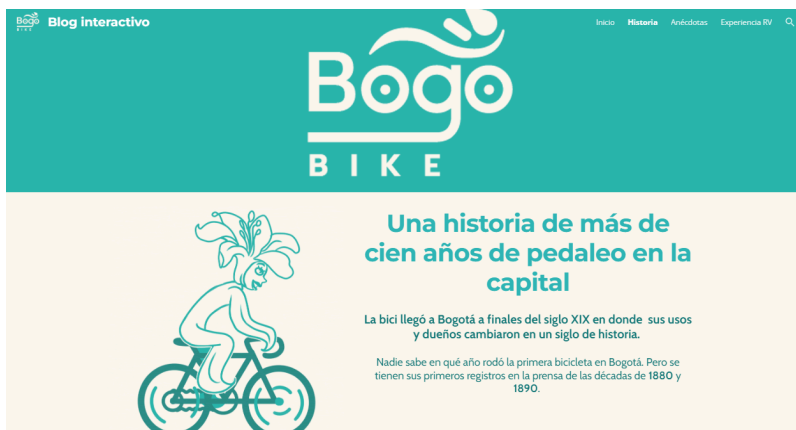 Bogo
BIKE
Blog interactivo
Inicio Historia Anécdotas Experiencia RV
Bogo
BIKE
Una historia de más de
cien años de pedaleo en la
capital
La bici llegó a Bogotá a finales del siglo XIX en donde sus usos
y dueños cambiaron en un siglo de historia.
Nadie sabe en qué año rodó la primera bicicleta en Bogotá. Pero se
tienen sus primeros registros en la prensa de las décadas de 1880 y
1890.